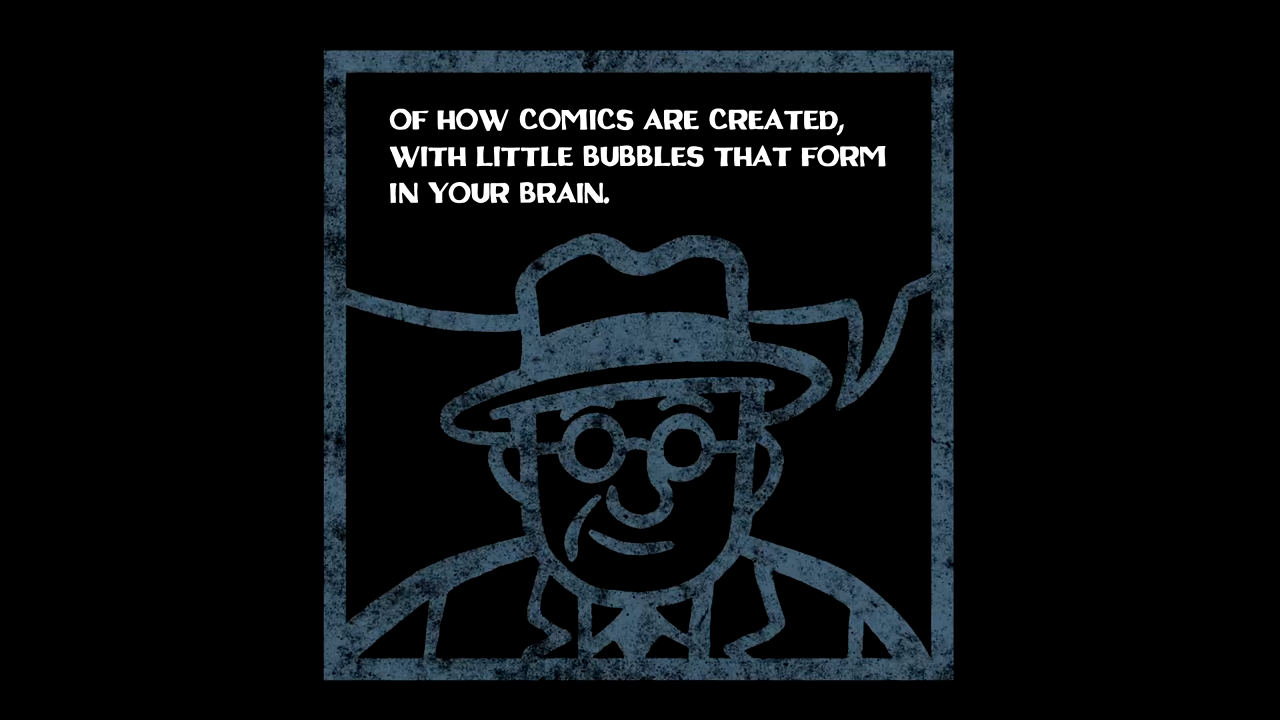 OF HOW COMICS ARE CREATED,
WITH LITTLE BUBBLES THAT FORM
IN YOUR BRAIN.